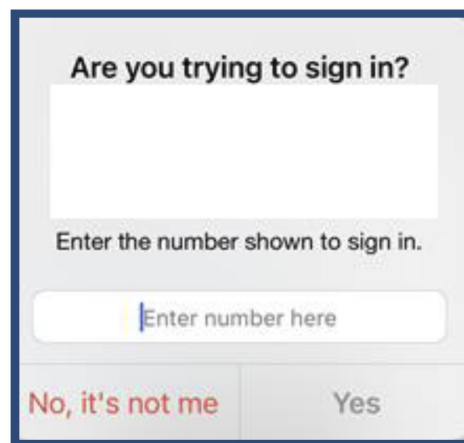 Are you trying to sign in?
Enter the number shown to sign in.
Enter number here
No, it's not me
Yes